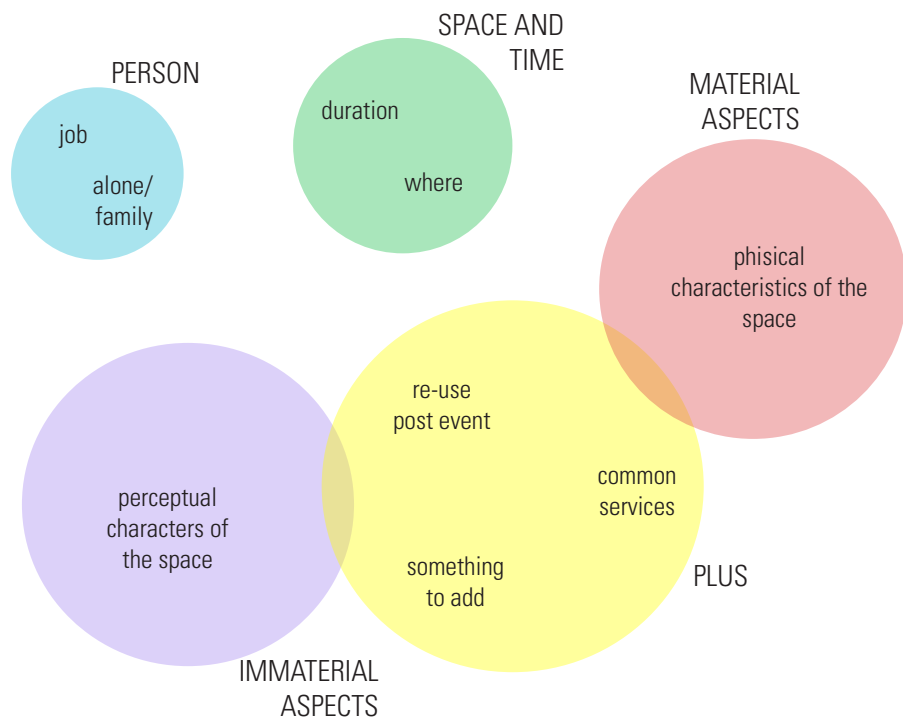 SPACE AND
TIME
PERSON
MATERIAL
ASPECTS
duration
job
where
alone/
family
phisical
characteristics of the
space
re-use
post event
common
services
perceptual
characters of
the space
something
to add
PLUS
IMMATERIAL
ASPECTS